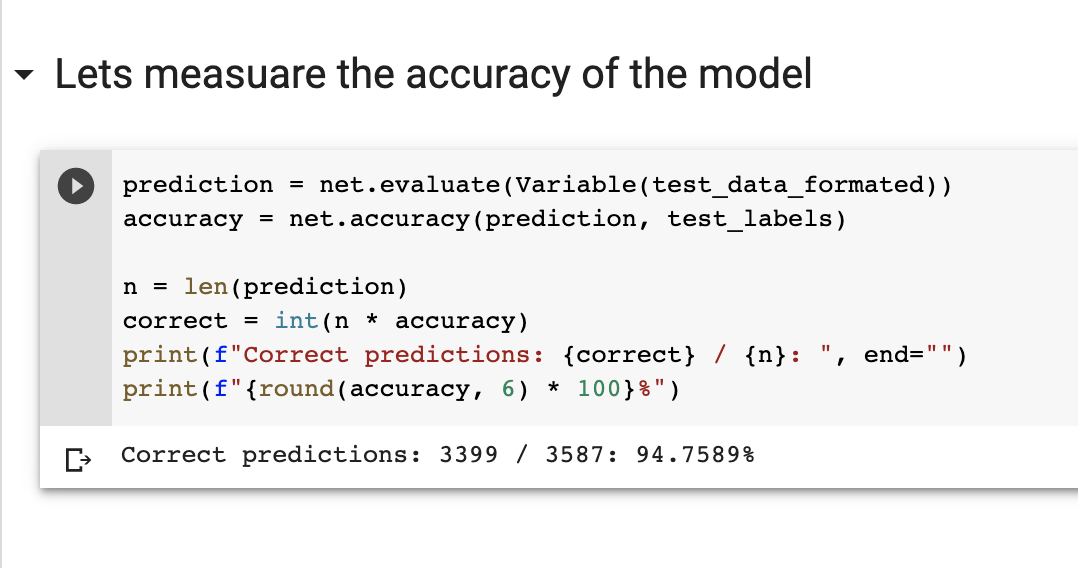 Lets measuare the accuracy of the model
prediction = net.evaluate(Variable(test_data_formated))
accuracy = net.accuracy(prediction, test_labels)
n = len(prediction)
correct = int(n * accuracy)
print(f"Correct predictions: {correct} / {n}: ", end="")
print(f"{round(accuracy, 6) * 100}%")
Correct predictions: 3399 / 3587: 94.7589%